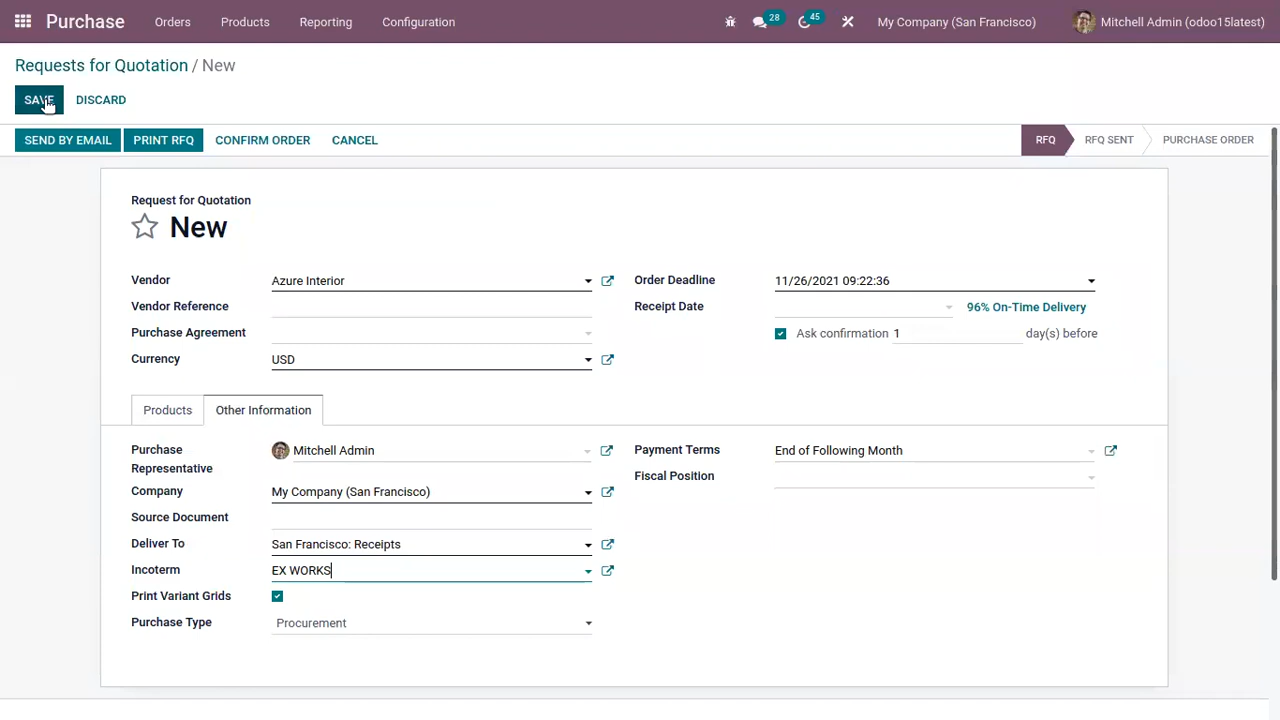 Purchase Orders Products Reporting Configuration 28 45 My Company (San Francisco) Mitchell Admin (odoo15latest)
Requests for Quotation / New
SAVE DISCARD
SEND BY EMAIL PRINT RFQ CONFIRM ORDER CANCEL RFQ RFQ SENT PURCHASE ORDER
Request for Quotation
New
Vendor Azure Interior Order Deadline 11/26/2021 09:22:36
Vendor Reference Receipt Date 96% On-Time Delivery
Purchase Agreement Ask confirmation 1 day(s) before
Currency USD
Products Other Information
Purchase Representative Mitchell Admin Payment Terms End of Following Month
Fiscal Position
Company My Company (San Francisco)
Source Document
Deliver To San Francisco: Receipts
Incoterm EX WORKS
Print Variant Grids
Purchase Type Procurement